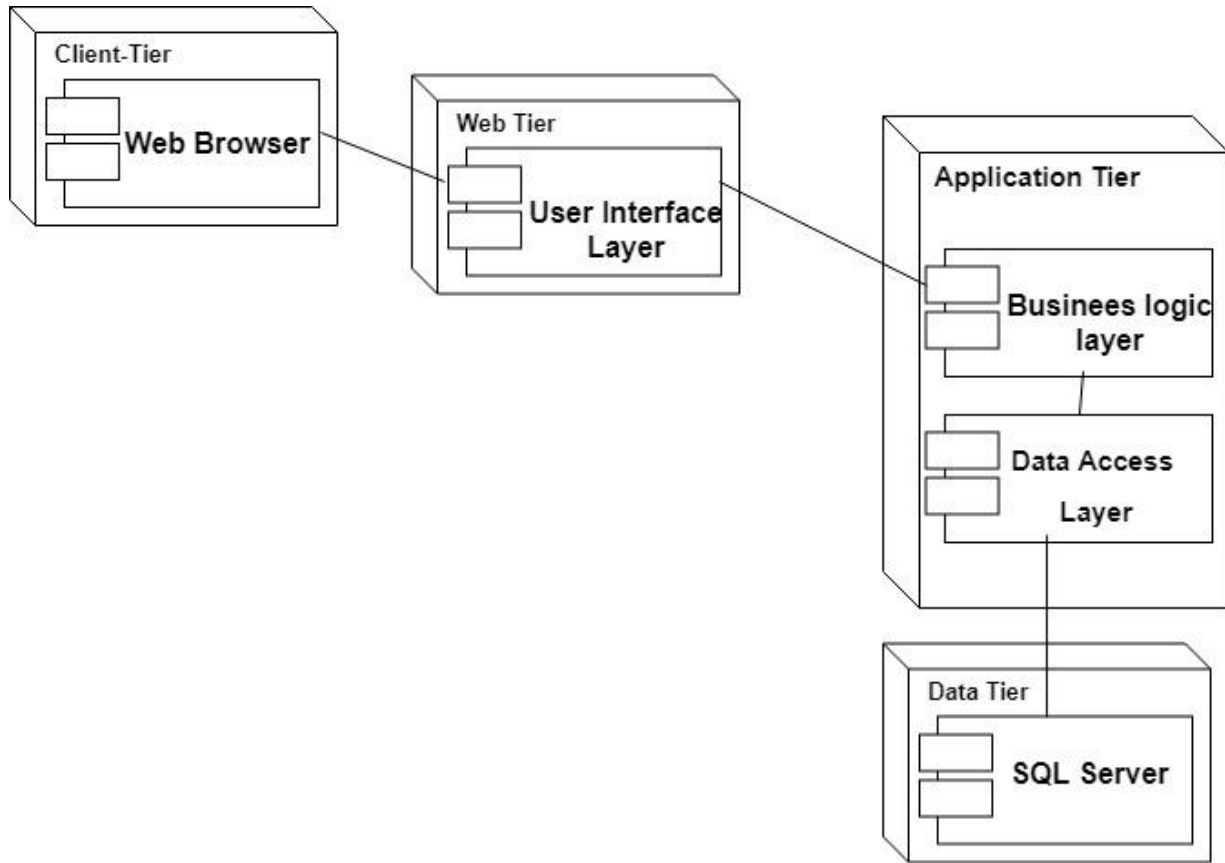 Client-Tier
Web Browser
Web Tier
User Interface
Layer
Application Tier
Businees logic
layer
Data Access
Layer
Data Tier
SQL Server